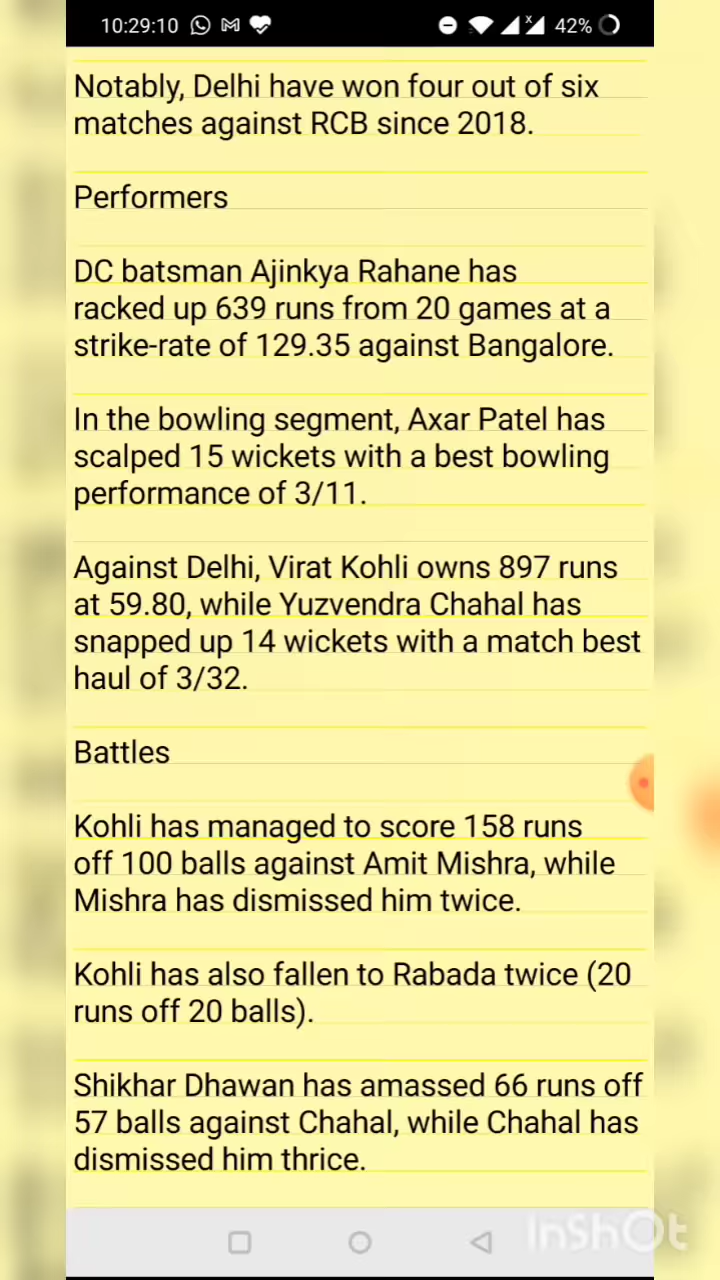 10:29:10
42%
Notably, Delhi have won four out of six
matches against RCB since 2018.
Performers
DC batsman Ajinkya Rahane has
racked up 639 runs from 20 games at a
strike-rate of 129.35 against Bangalore.
In the bowling segment, Axar Patel has
scalped 15 wickets with a best bowling
performance of 3/11.
Against Delhi, Virat Kohli owns 897 runs
at 59.80, while Yuzvendra Chahal has
snapped up 14 wickets with a match best
haul of 3/32.
Battles
Kohli has managed to score 158 runs
off 100 balls against Amit Mishra, while
Mishra has dismissed him twice.
Kohli has also fallen to Rabada twice (20
runs off 20 balls).
Shikhar Dhawan has amassed 66 runs off
57 balls against Chahal, while Chahal has
dismissed him thrice.
InShOt